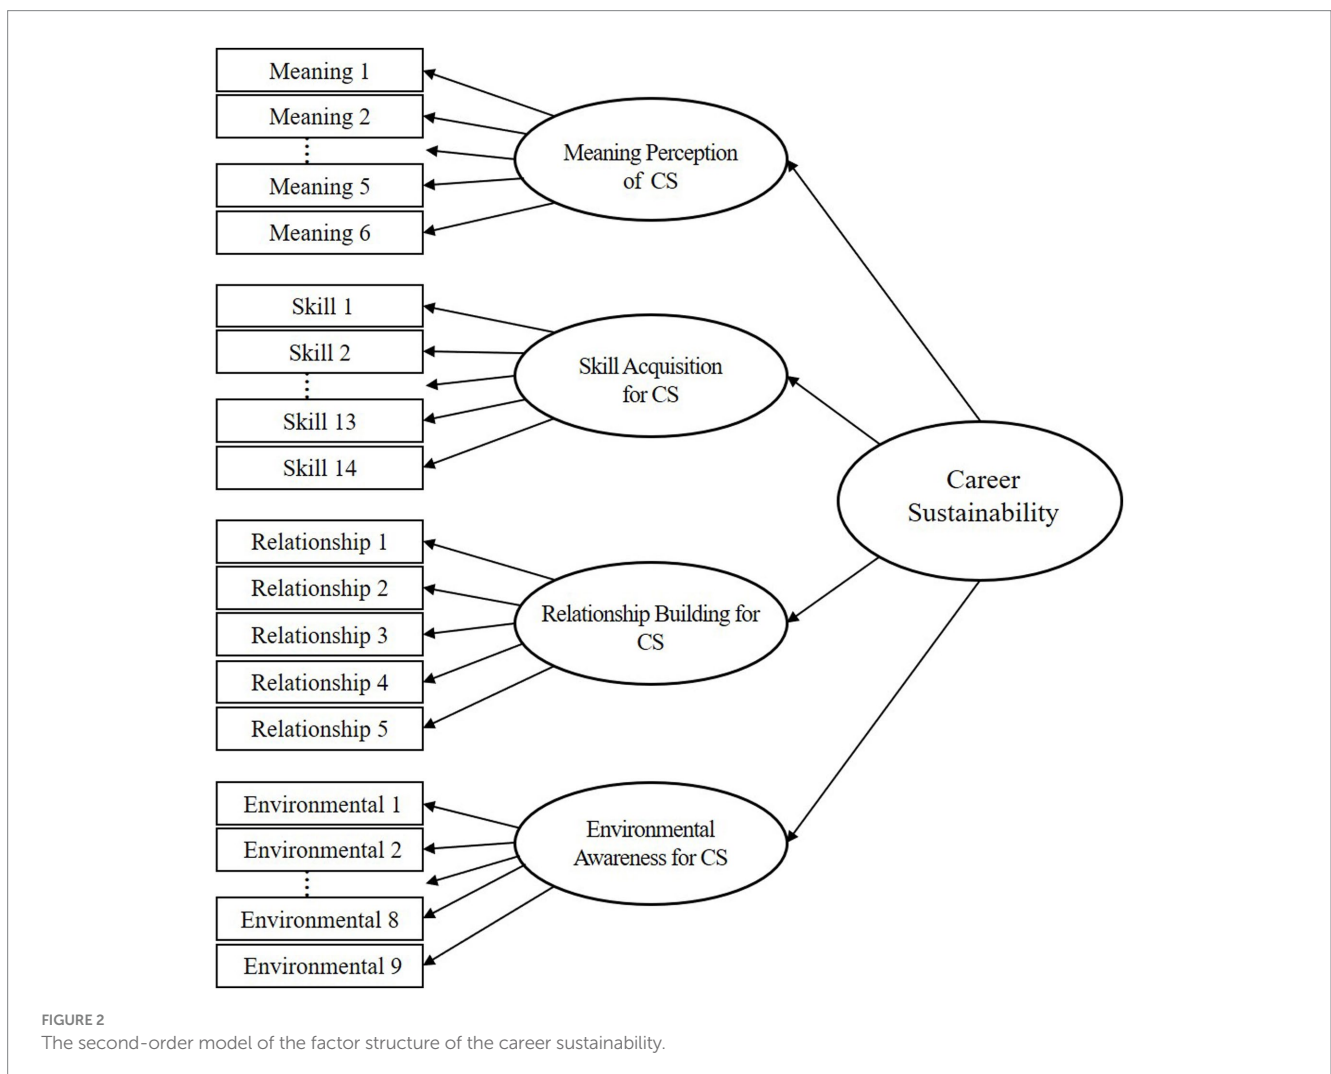 Meaning 1
Meaning 2
Meaning 5
Meaning 6
Meaning Perception
of CS
Skill 1
Skill 2
Skill 13
Skill 14
Skill Acquisition
for CS
Relationship 1
Relationship 2
Relationship 3
Relationship 4
Relationship 5
Relationship Building for
CS
Environmental 1
Environmental 2
Environmental 8
Environmental 9
Environmental
Awareness for CS
Career
Sustainability
FIGURE 2
The second-order model of the factor structure of the career sustainability.